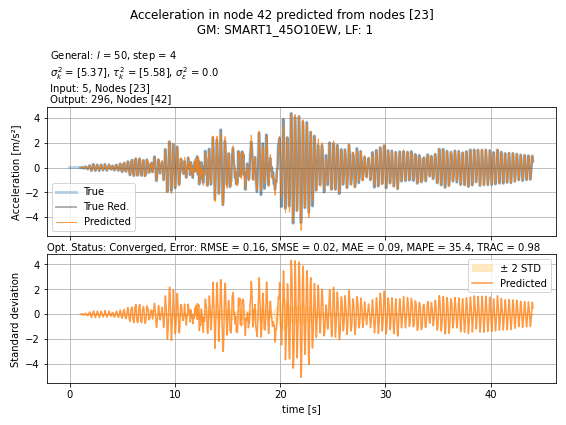 Acceleration in node 42 predicted from nodes [23]
GM: SMART1_45O10EW, LF: 1
General: l = 50, step = 4
σ²ₖ = [5.37], τ²ₖ = [5.58], σ²ε = 0.0
Input: 5, Nodes [23]
Output: 296, Nodes [42]
Acceleration [m/s²]
4
2
0
−2
−4
True
True Red.
Predicted
Opt. Status: Converged, Error: RMSE = 0.16, SMSE = 0.02, MAE = 0.09, MAPE = 35.4, TRAC = 0.98
Standard deviation
4
2
0
−2
−4
± 2 STD
Predicted
0 10 20 30 40
time [s]